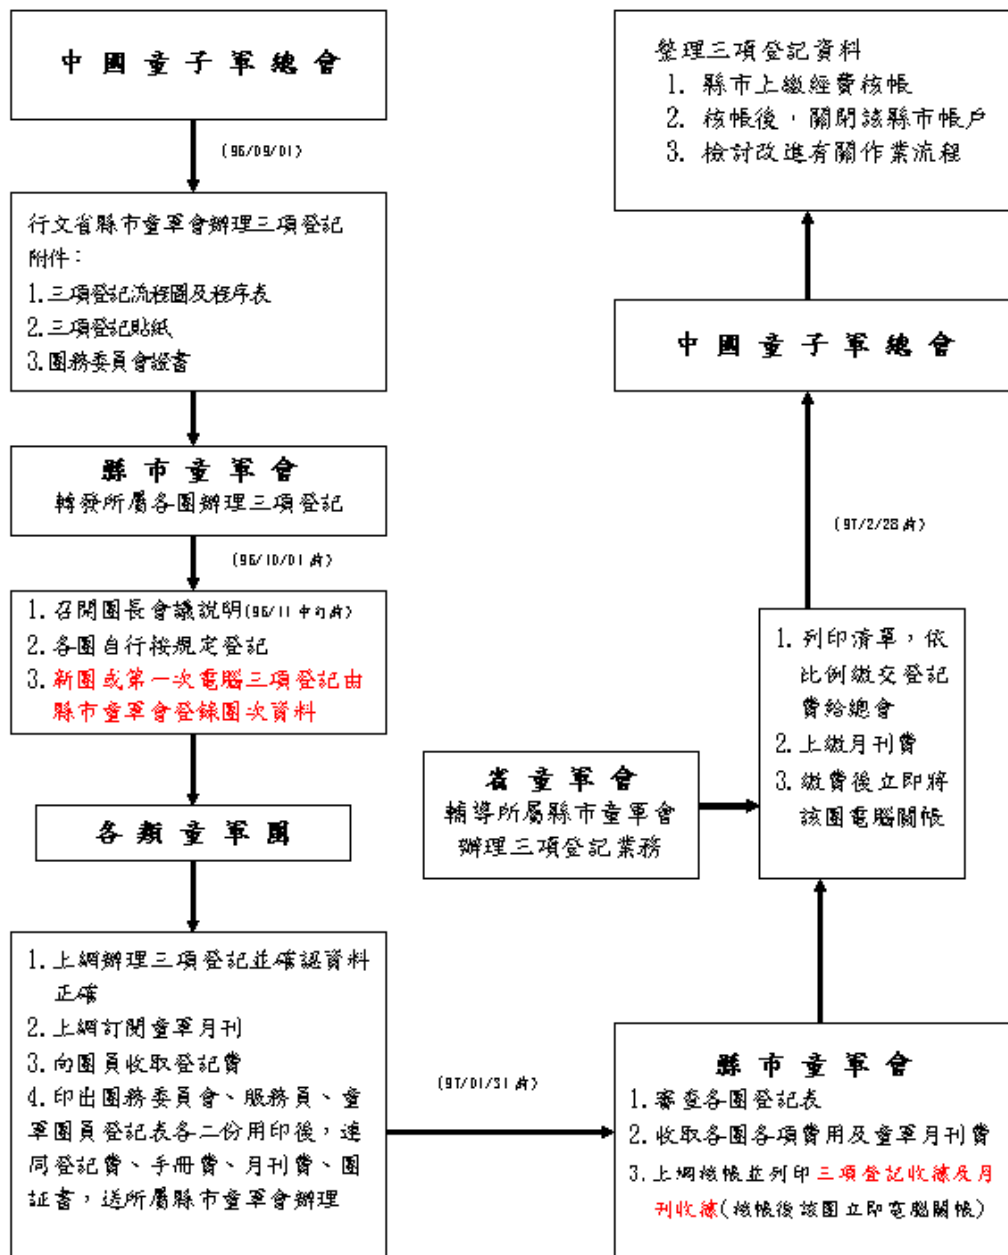 中國童子軍總會
(96/09/01)
行文省縣市童軍會辦理三項登記
附件：
1.三項登記流程圖及程序表
2.三項登記貼紙
3.團務委員會證書
縣市童軍會
轉發所屬各團辦理三項登記
(96/10/01前)
1. 召開團長會議說明(96/11中旬前)
2. 各團自行按規定登記
3. 新團或第一次電腦三項登記由
縣市童軍會登錄團次資料
各類童軍團
1.上網辦理三項登記並確認資料
正確
2.上網訂閱童軍月刊
3.向團員收取登記費
4.印出團務委員會、服務員、童
軍團員登記表各二份用印後，連
同登記費、手冊費、月刊費、團
証書，送所屬縣市童軍會辦理
(97/01/31前)
縣市童軍會
1.審查各團登記表
2.收取各團各項費用及童軍月刊費
3.上網核帳並列印三項登記收據及月
刊收據(核帳後該團立即電腦關帳)
省童軍會
輔導所屬縣市童軍會
辦理三項登記業務
1.列印清單，依
比例繳交登記
費給總會
2.上繳月刊費
3.繳費後立即將
該團電腦關帳
(97/2/28前)
中國童子軍總會
整理三項登記資料
1. 縣市上繳經費核帳
2. 核帳後，關閉該縣市帳戶
3. 檢討改進有關作業流程